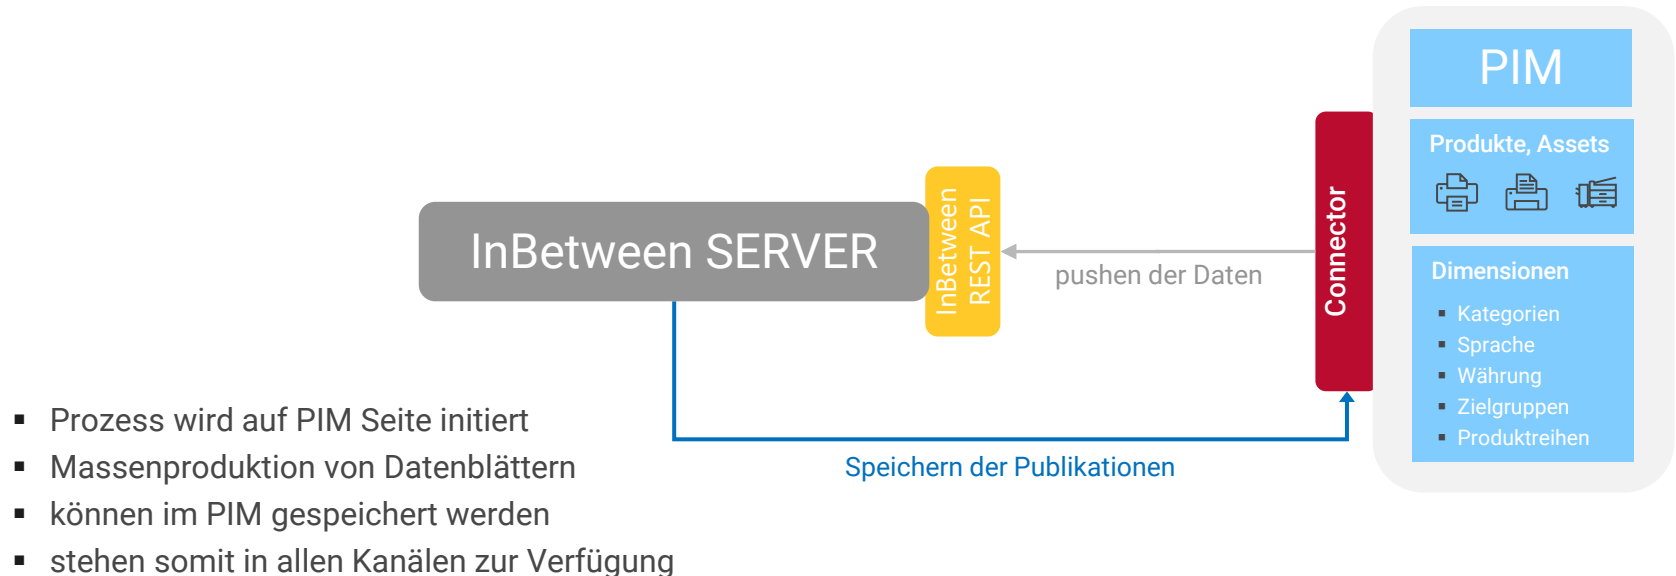 PIM
Produkte, Assets
Dimensionen
Kategorien
Sprache
Währung
Zielgruppen
Produktreihen
Connector
pushen der Daten
InBetween
REST API
InBetween SERVER
Speichern der Publikationen
Prozess wird auf PIM Seite initiert
Massenproduktion von Datenblättern
können im PIM gespeichert werden
stehen somit in allen Kanälen zur Verfügung